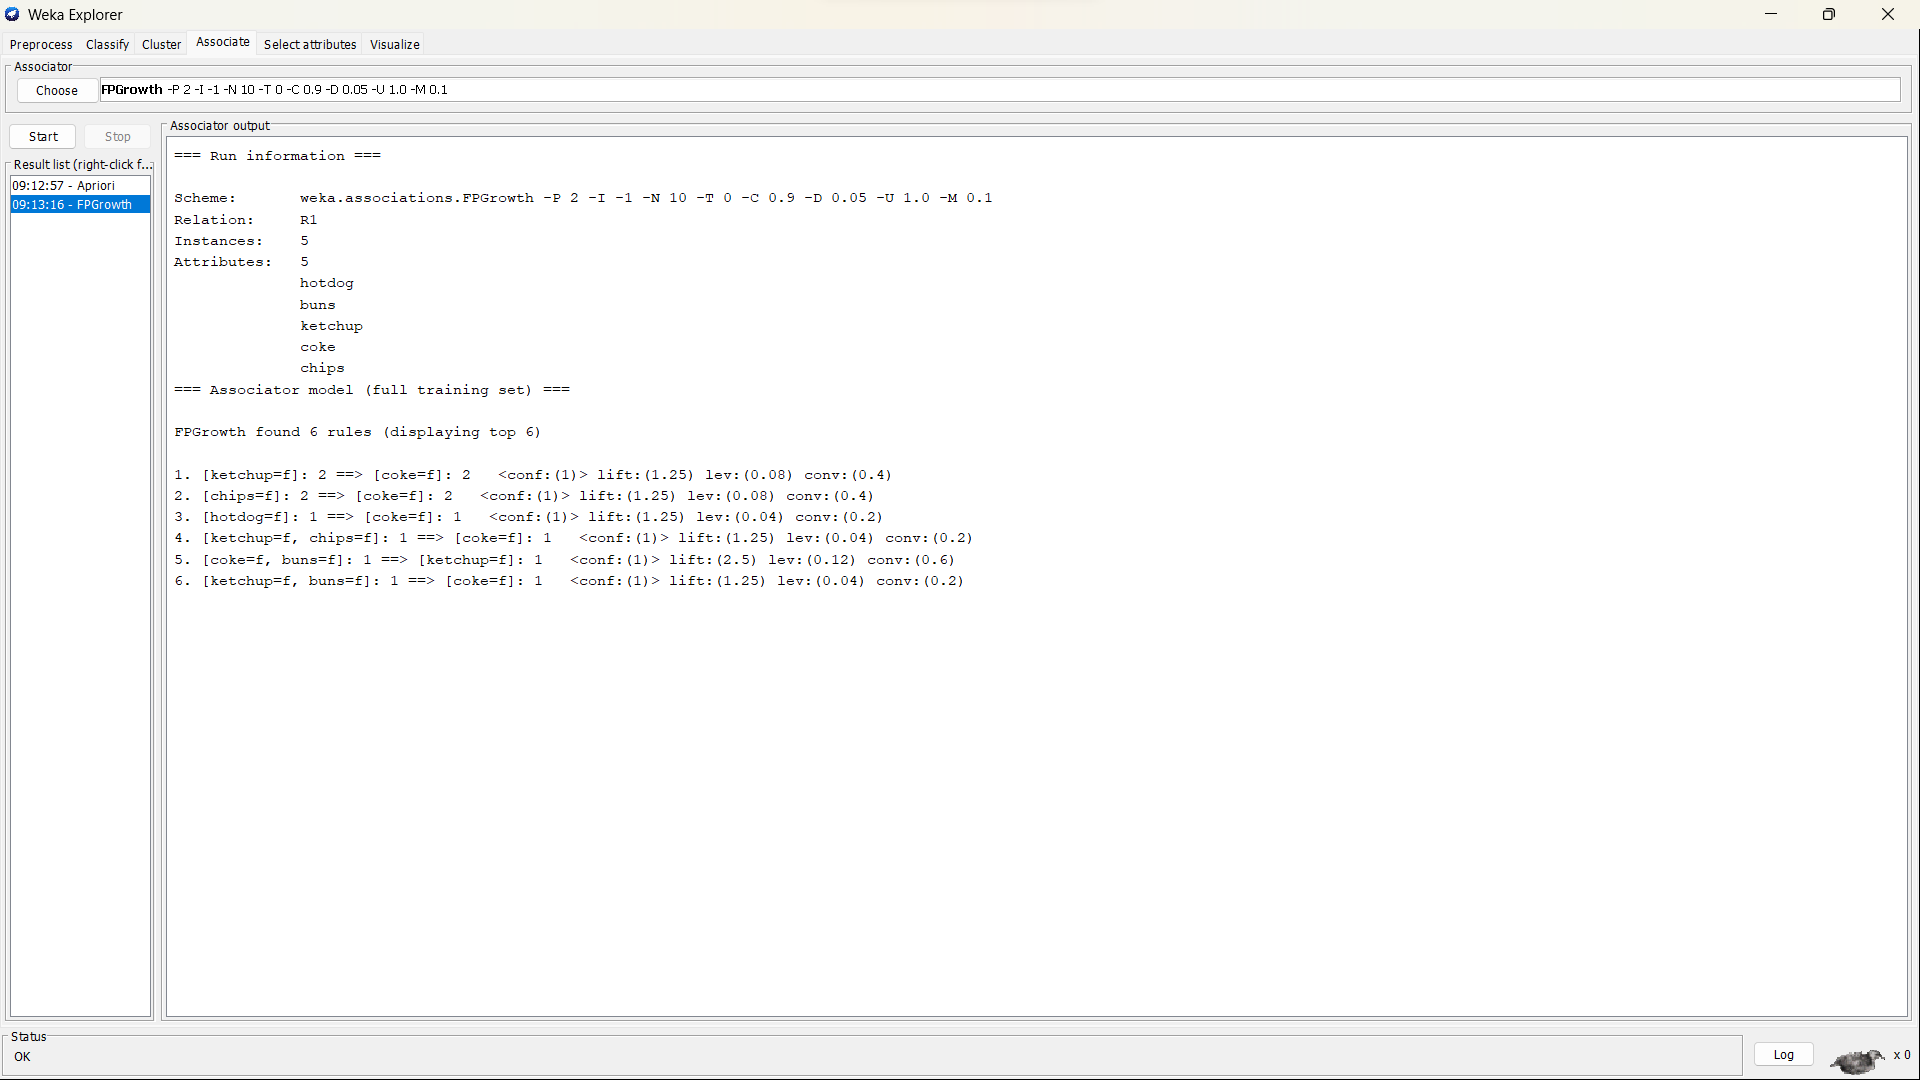 Weka Explorer
Preprocess Classify Cluster Associate Select attributes Visualize
Associator
Choose FPGrowth -P 2 -I -1 -N 10 -T 0 -C 0.9 -D 0.05 -U 1.0 -M 0.1
Start Stop
Result list (right-click f...
09:12:57 - Apriori
09:13:16 - FPGrowth
Associator output
=== Run information ===
Scheme: weka.associations.FPGrowth -P 2 -I -1 -N 10 -T 0 -C 0.9 -D 0.05 -U 1.0 -M 0.1
Relation: R1
Instances: 5
Attributes: 5
hotdog
buns
ketchup
coke
chips
=== Associator model (full training set) ===
FPGrowth found 6 rules (displaying top 6)
1. [ketchup=f]: 2 ==> [coke=f]: 2 <conf:(1)> lift:(1.25) lev:(0.08) conv:(0.4)
2. [chips=f]: 2 ==> [coke=f]: 2 <conf:(1)> lift:(1.25) lev:(0.08) conv:(0.4)
3. [hotdog=f]: 1 ==> [coke=f]: 1 <conf:(1)> lift:(1.25) lev:(0.04) conv:(0.2)
4. [ketchup=f, chips=f]: 1 ==> [coke=f]: 1 <conf:(1)> lift:(1.25) lev:(0.04) conv:(0.2)
5. [coke=f, buns=f]: 1 ==> [ketchup=f]: 1 <conf:(1)> lift:(2.5) lev:(0.12) conv:(0.6)
6. [ketchup=f, buns=f]: 1 ==> [coke=f]: 1 <conf:(1)> lift:(1.25) lev:(0.04) conv:(0.2)
Status
OK
Log
x 0